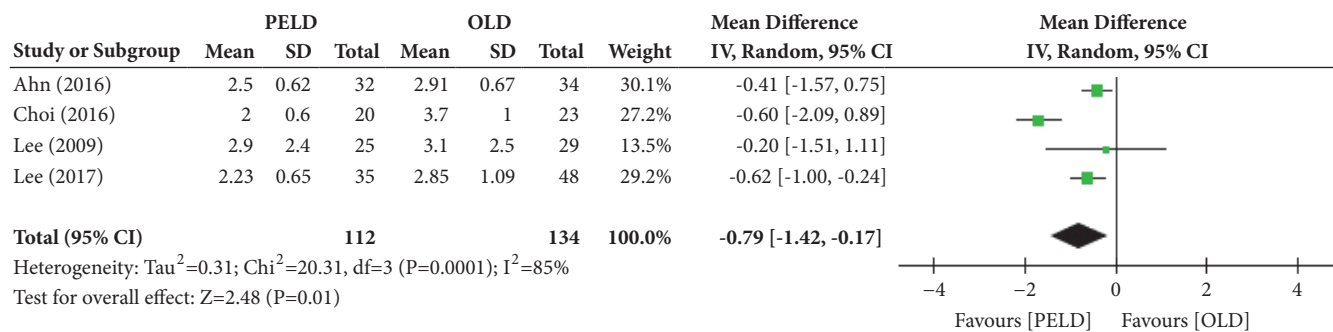 PELD OLD Mean Difference Mean Difference
Study or Subgroup Mean SD Total Mean SD Total Weight IV, Random, 95% CI IV, Random, 95% CI
Ahn (2016) 2.5 0.62 32 2.91 0.67 34 30.1% -0.41 [-1.57, 0.75]
Choi (2016) 2 0.6 20 3.7 1 23 27.2% -0.60 [-2.09, 0.89]
Lee (2009) 2.9 2.4 25 3.1 2.5 29 13.5% -0.20 [-1.51, 1.11]
Lee (2017) 2.23 0.65 35 2.85 1.09 48 29.2% -0.62 [-1.00, -0.24]
Total (95% CI) 112 134 100.0% -0.79 [-1.42, -0.17]
Heterogeneity: Tau²=0.31; Chi²=20.31, df=3 (P=0.0001); I²=85%
Test for overall effect: Z=2.48 (P=0.01)
−4 −2 0 2 4
Favours [PELD] Favours [OLD]